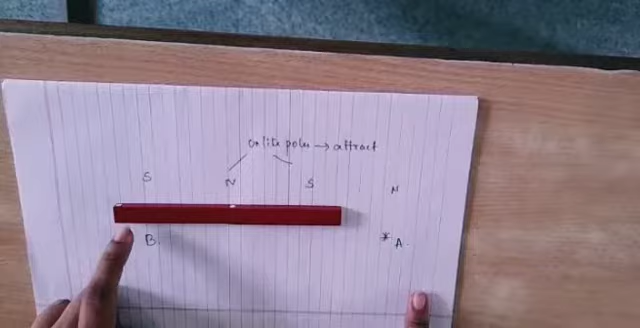 poles → attract
S N S N
B. * A.